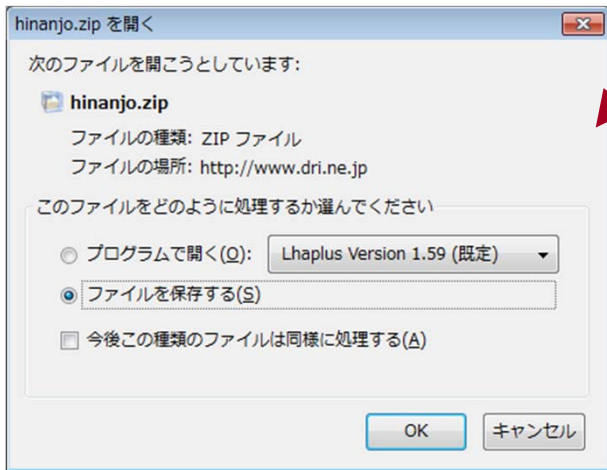 hinanjo.zip を開く
次のファイルを開こうとしています:
hinanjo.zip
ファイルの種類: ZIP ファイル
ファイルの場所: http://www.dri.ne.jp
このファイルをどのように処理するか選んでください
プログラムで開く(O): Lhaplus Version 1.59 (既定)
ファイルを保存する(S)
今後この種類のファイルは同様に処理する(A)
OK キャンセル